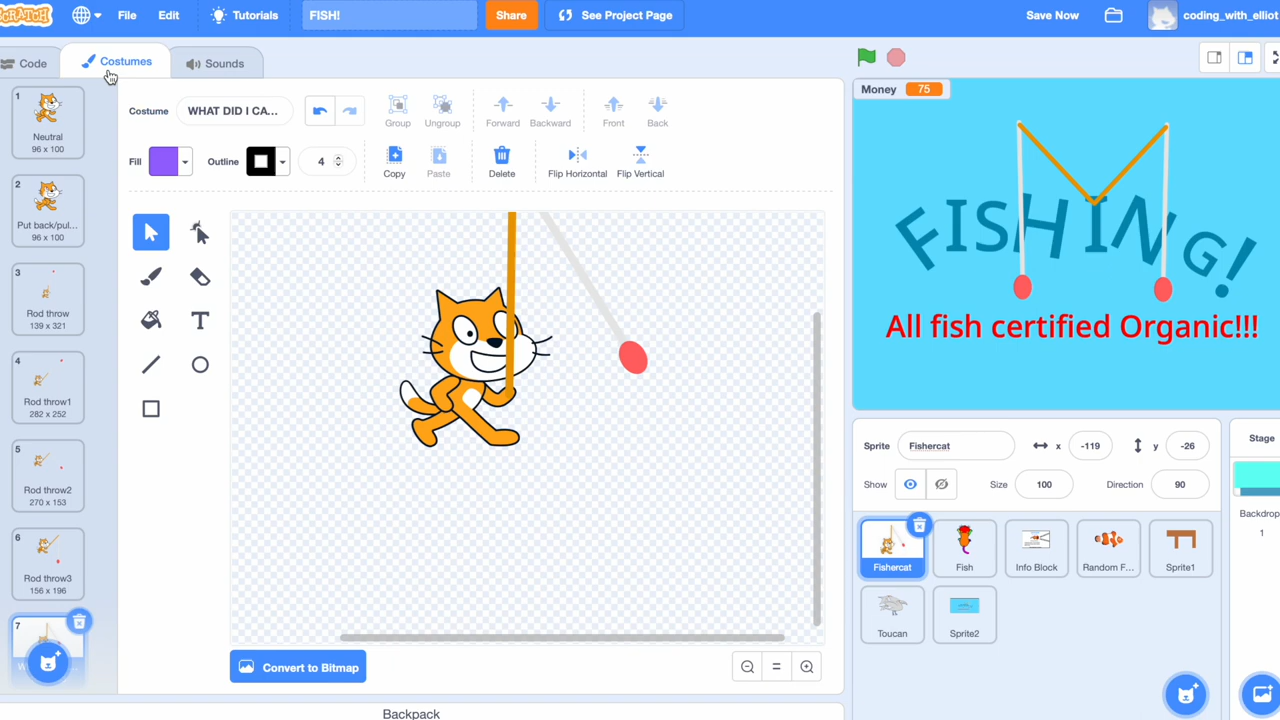 SCRATCH
File
Edit
Tutorials
FISH!
Share
See Project Page
Save Now
coding_with_elliot
Code
Costumes
Sounds
1
Neutral
96 x 100
2
Put back/pul...
96 x 100
3
Rod throw
139 x 321
4
Rod throw1
282 x 252
5
Rod throw2
270 x 153
6
Rod throw3
156 x 196
7
Costume
WHAT DID I CA...
Group
Ungroup
Forward
Backward
Front
Back
Fill
Outline
4
Copy
Paste
Delete
Flip Horizontal
Flip Vertical
Convert to Bitmap
Backpack
Money 75
FISHING!
All fish certified Organic!!!
Sprite
Fishercat
x
-119
y
-26
Show
Size
100
Direction
90
Fishercat
Fish
Info Block
Random F...
Sprite1
Toucan
Sprite2
Stage
Backdrop
1